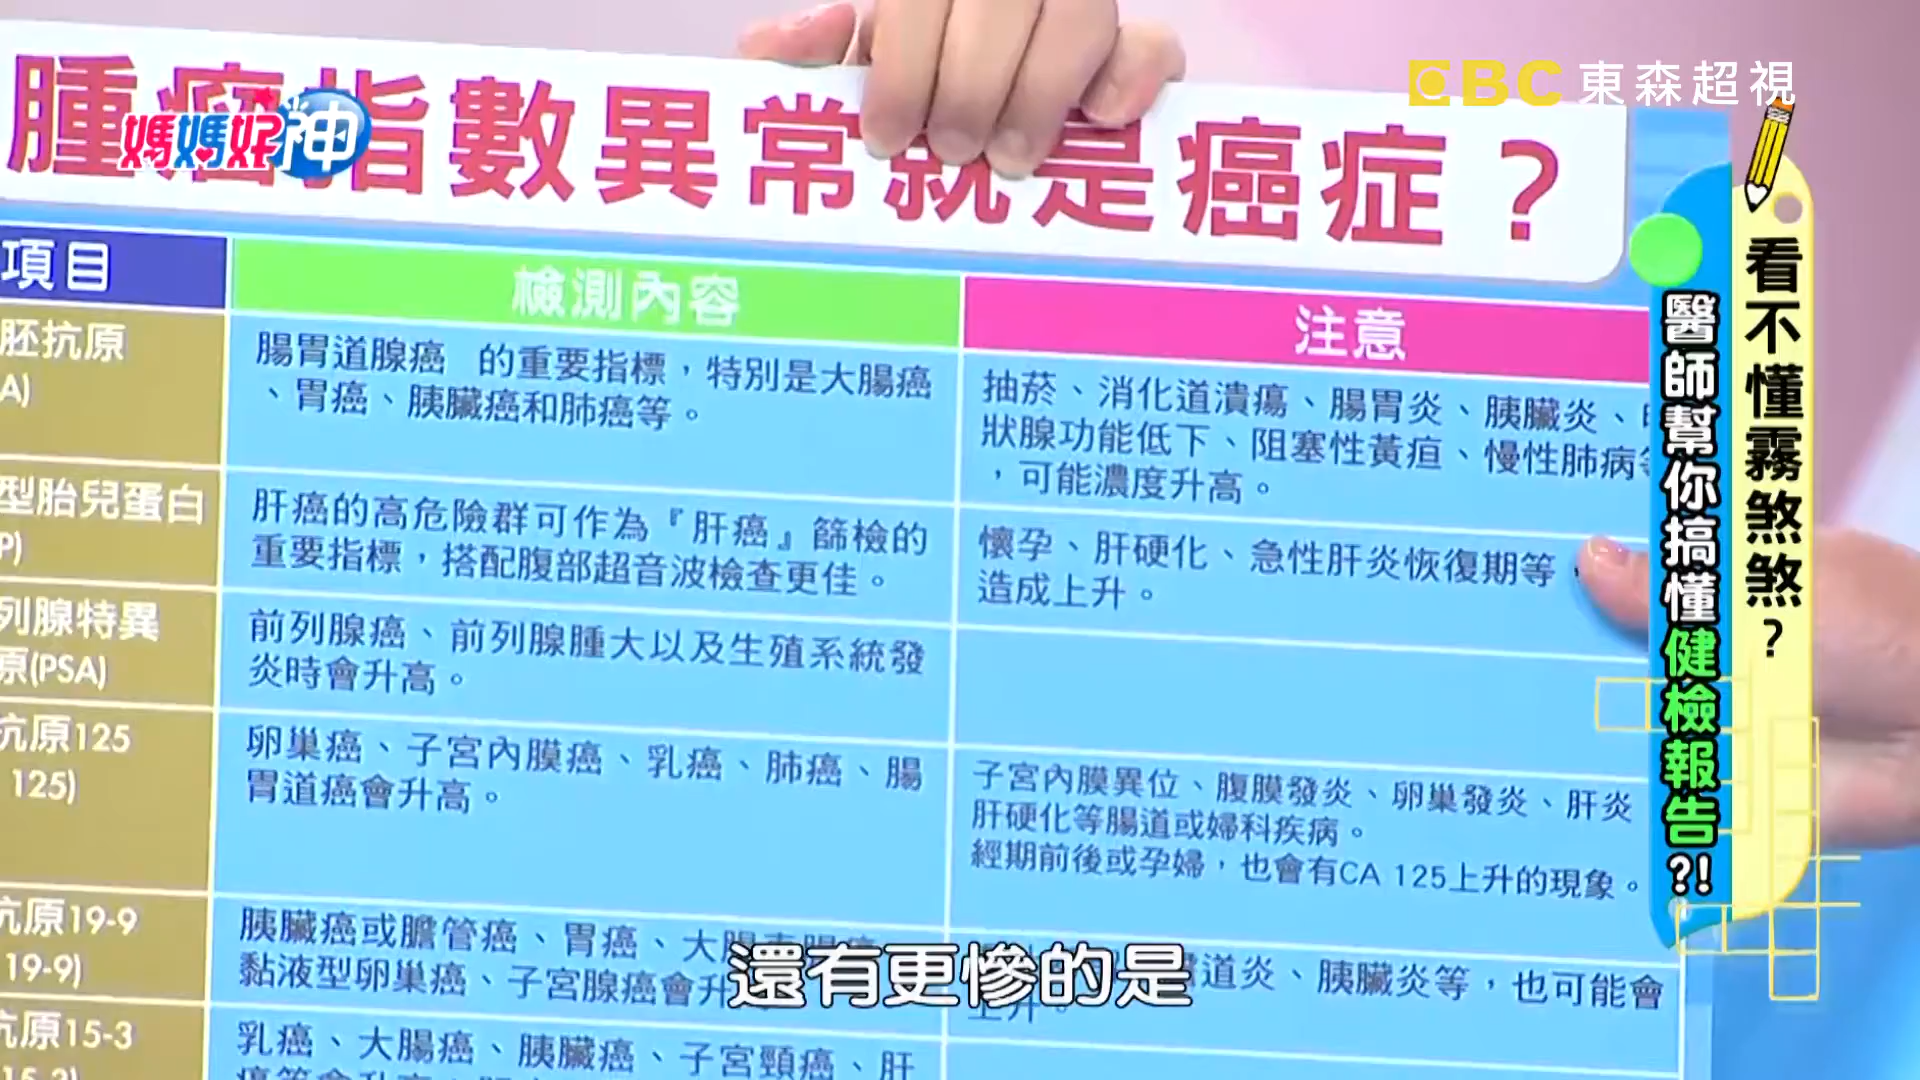 EBC 東森超視
媽媽好神
腫瘤指數異常就是癌症？
項目
檢測內容
注意
胚抗原
A)
腸胃道腺癌 的重要指標，特別是大腸癌
、胃癌、胰臟癌和肺癌等。
抽菸、消化道潰瘍、腸胃炎、胰臟炎、
狀腺功能低下、阻塞性黃疸、慢性肺病
，可能濃度升高。
型胎兒蛋白
P)
肝癌的高危險群可作為『肝癌』篩檢的
重要指標，搭配腹部超音波檢查更佳。
懷孕、肝硬化、急性肝炎恢復期等
造成上升。
列腺特異
原(PSA)
前列腺癌、前列腺腫大以及生殖系統發
炎時會升高。
抗原125
125)
卵巢癌、子宮內膜癌、乳癌、肺癌、腸
胃道癌會升高。
子宮內膜異位、腹膜發炎、卵巢發炎、肝炎
肝硬化等腸道或婦科疾病。
經期前後或孕婦，也會有CA 125上升的現象。
抗原19-9
19-9)
胰臟癌或膽管癌、胃癌、大
黏液型卵巢癌、子宮腺癌會升
道炎、胰臟炎等，也可能會
上升。
抗原15-3
15-3)
乳癌、大腸癌、胰臟癌、子宮頸癌、肝
看不懂霧煞煞？
醫師幫你搞懂健檢報告?!
還有更慘的是